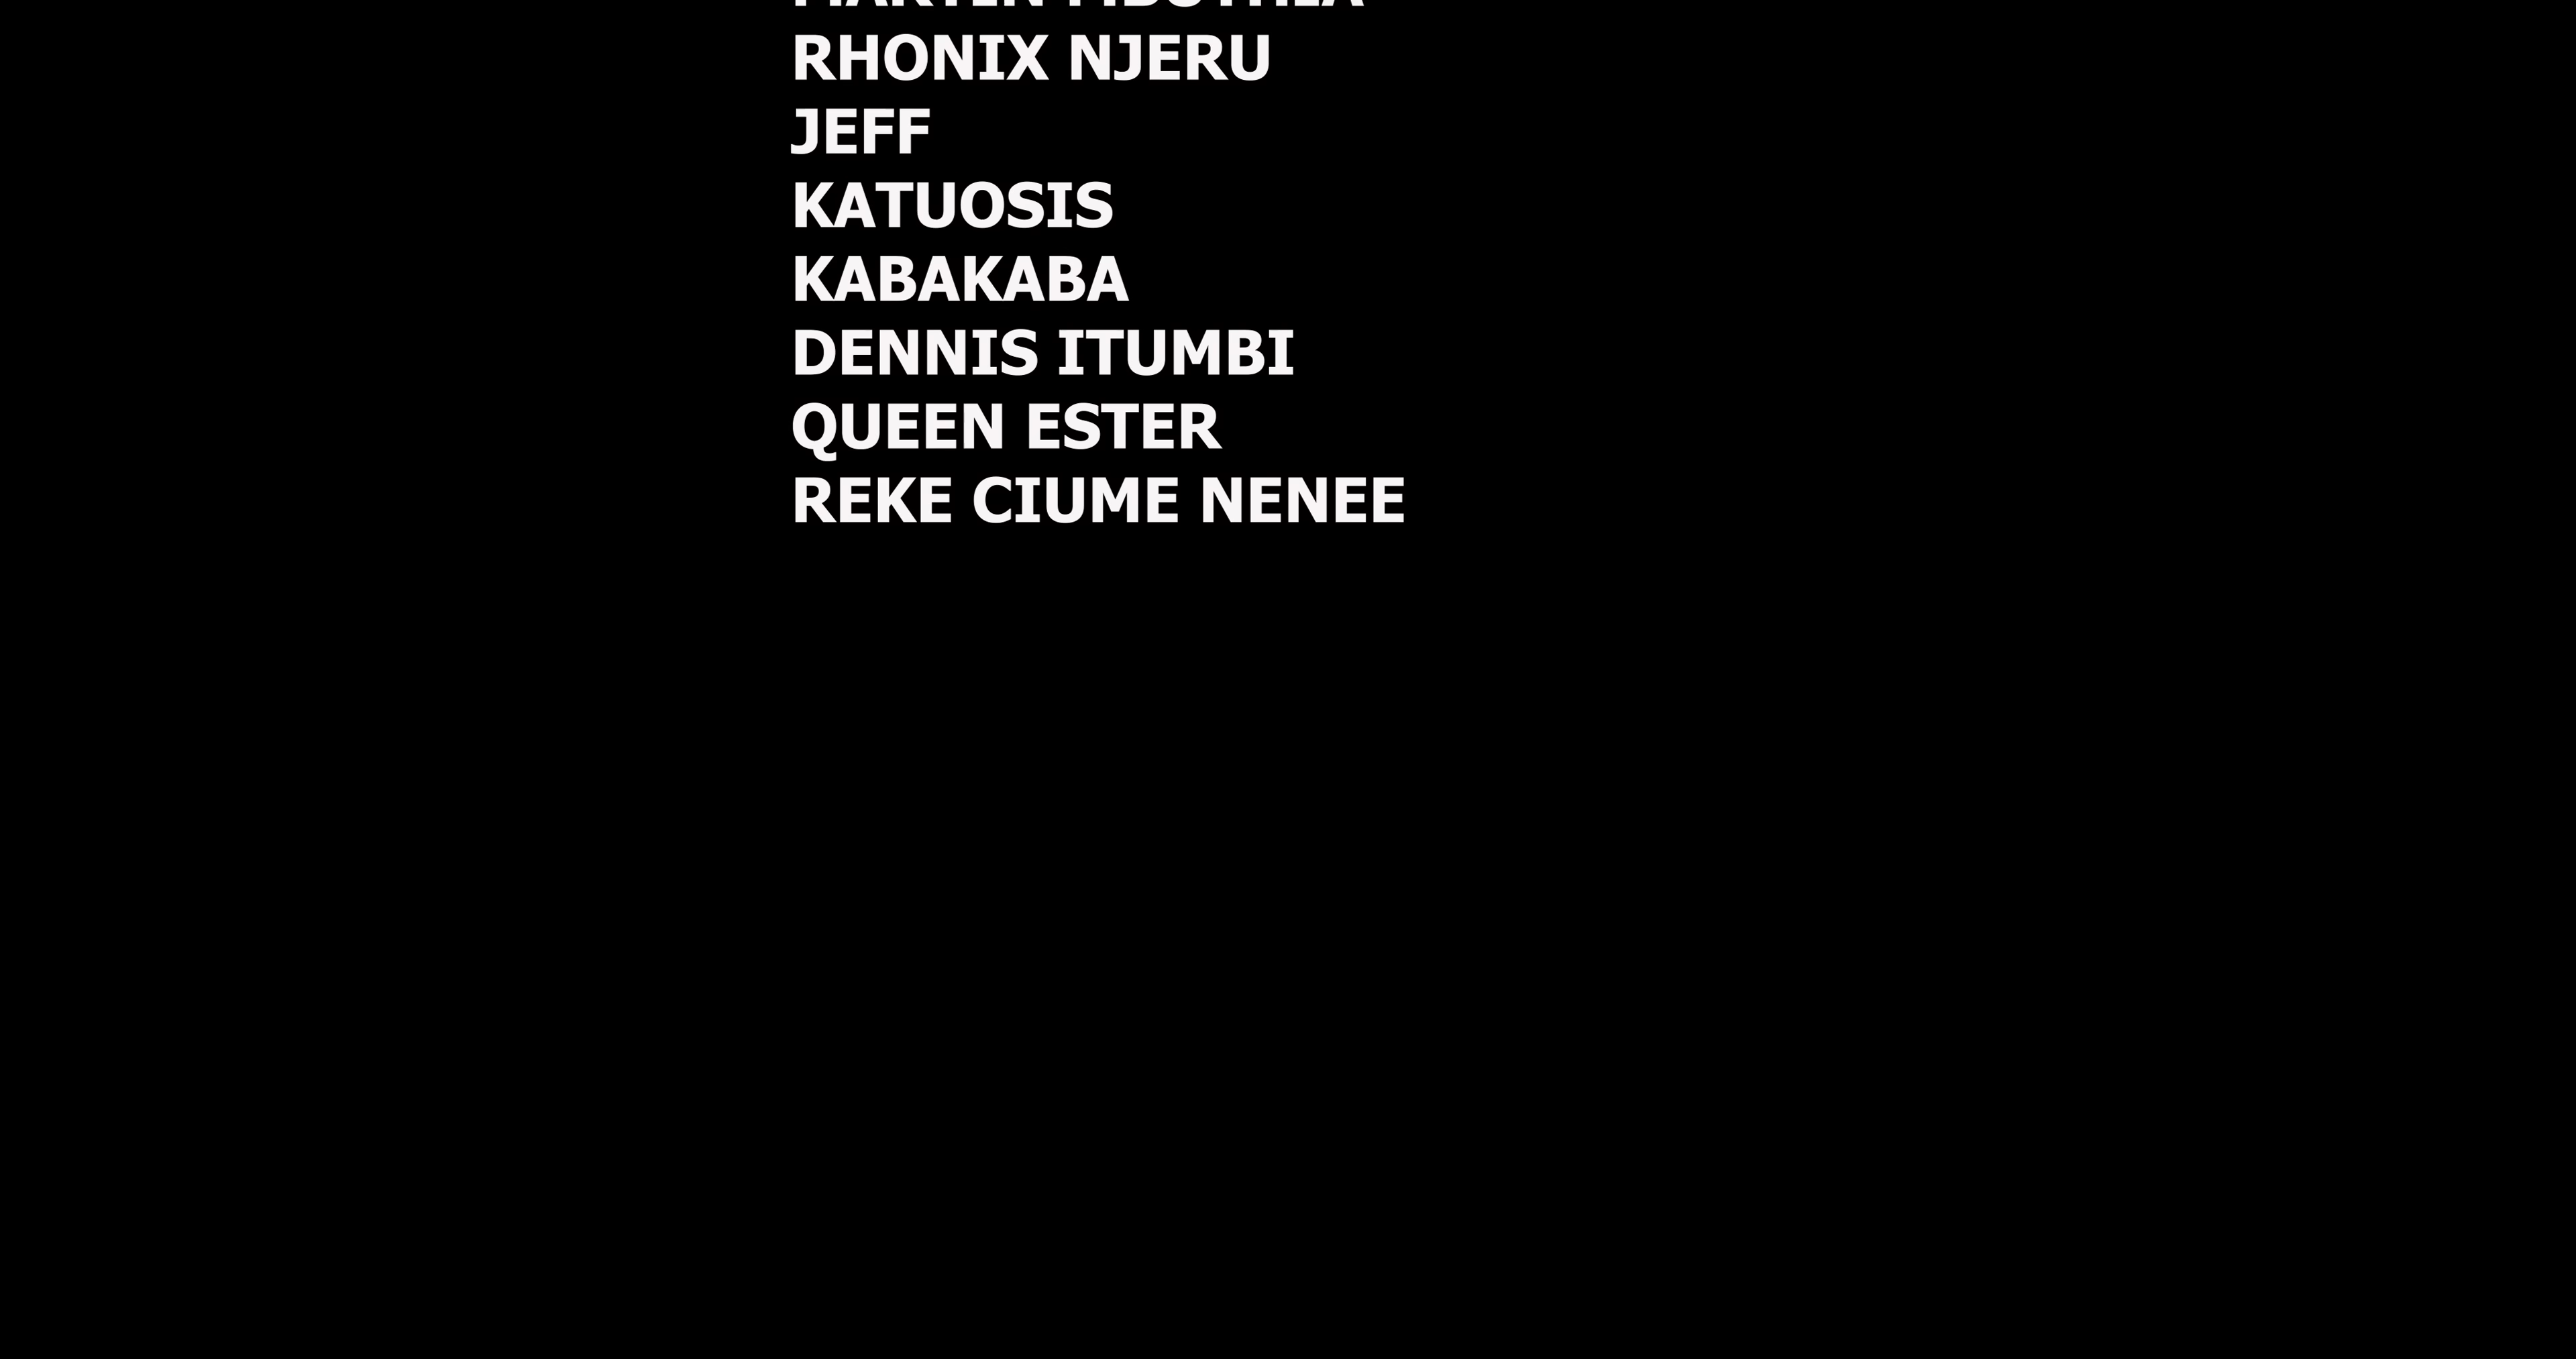 RHONIX NJERU
JEFF
KATUOSIS
KABAKABA
DENNIS ITUMBI
QUEEN ESTER
REKE CIUME NENEE